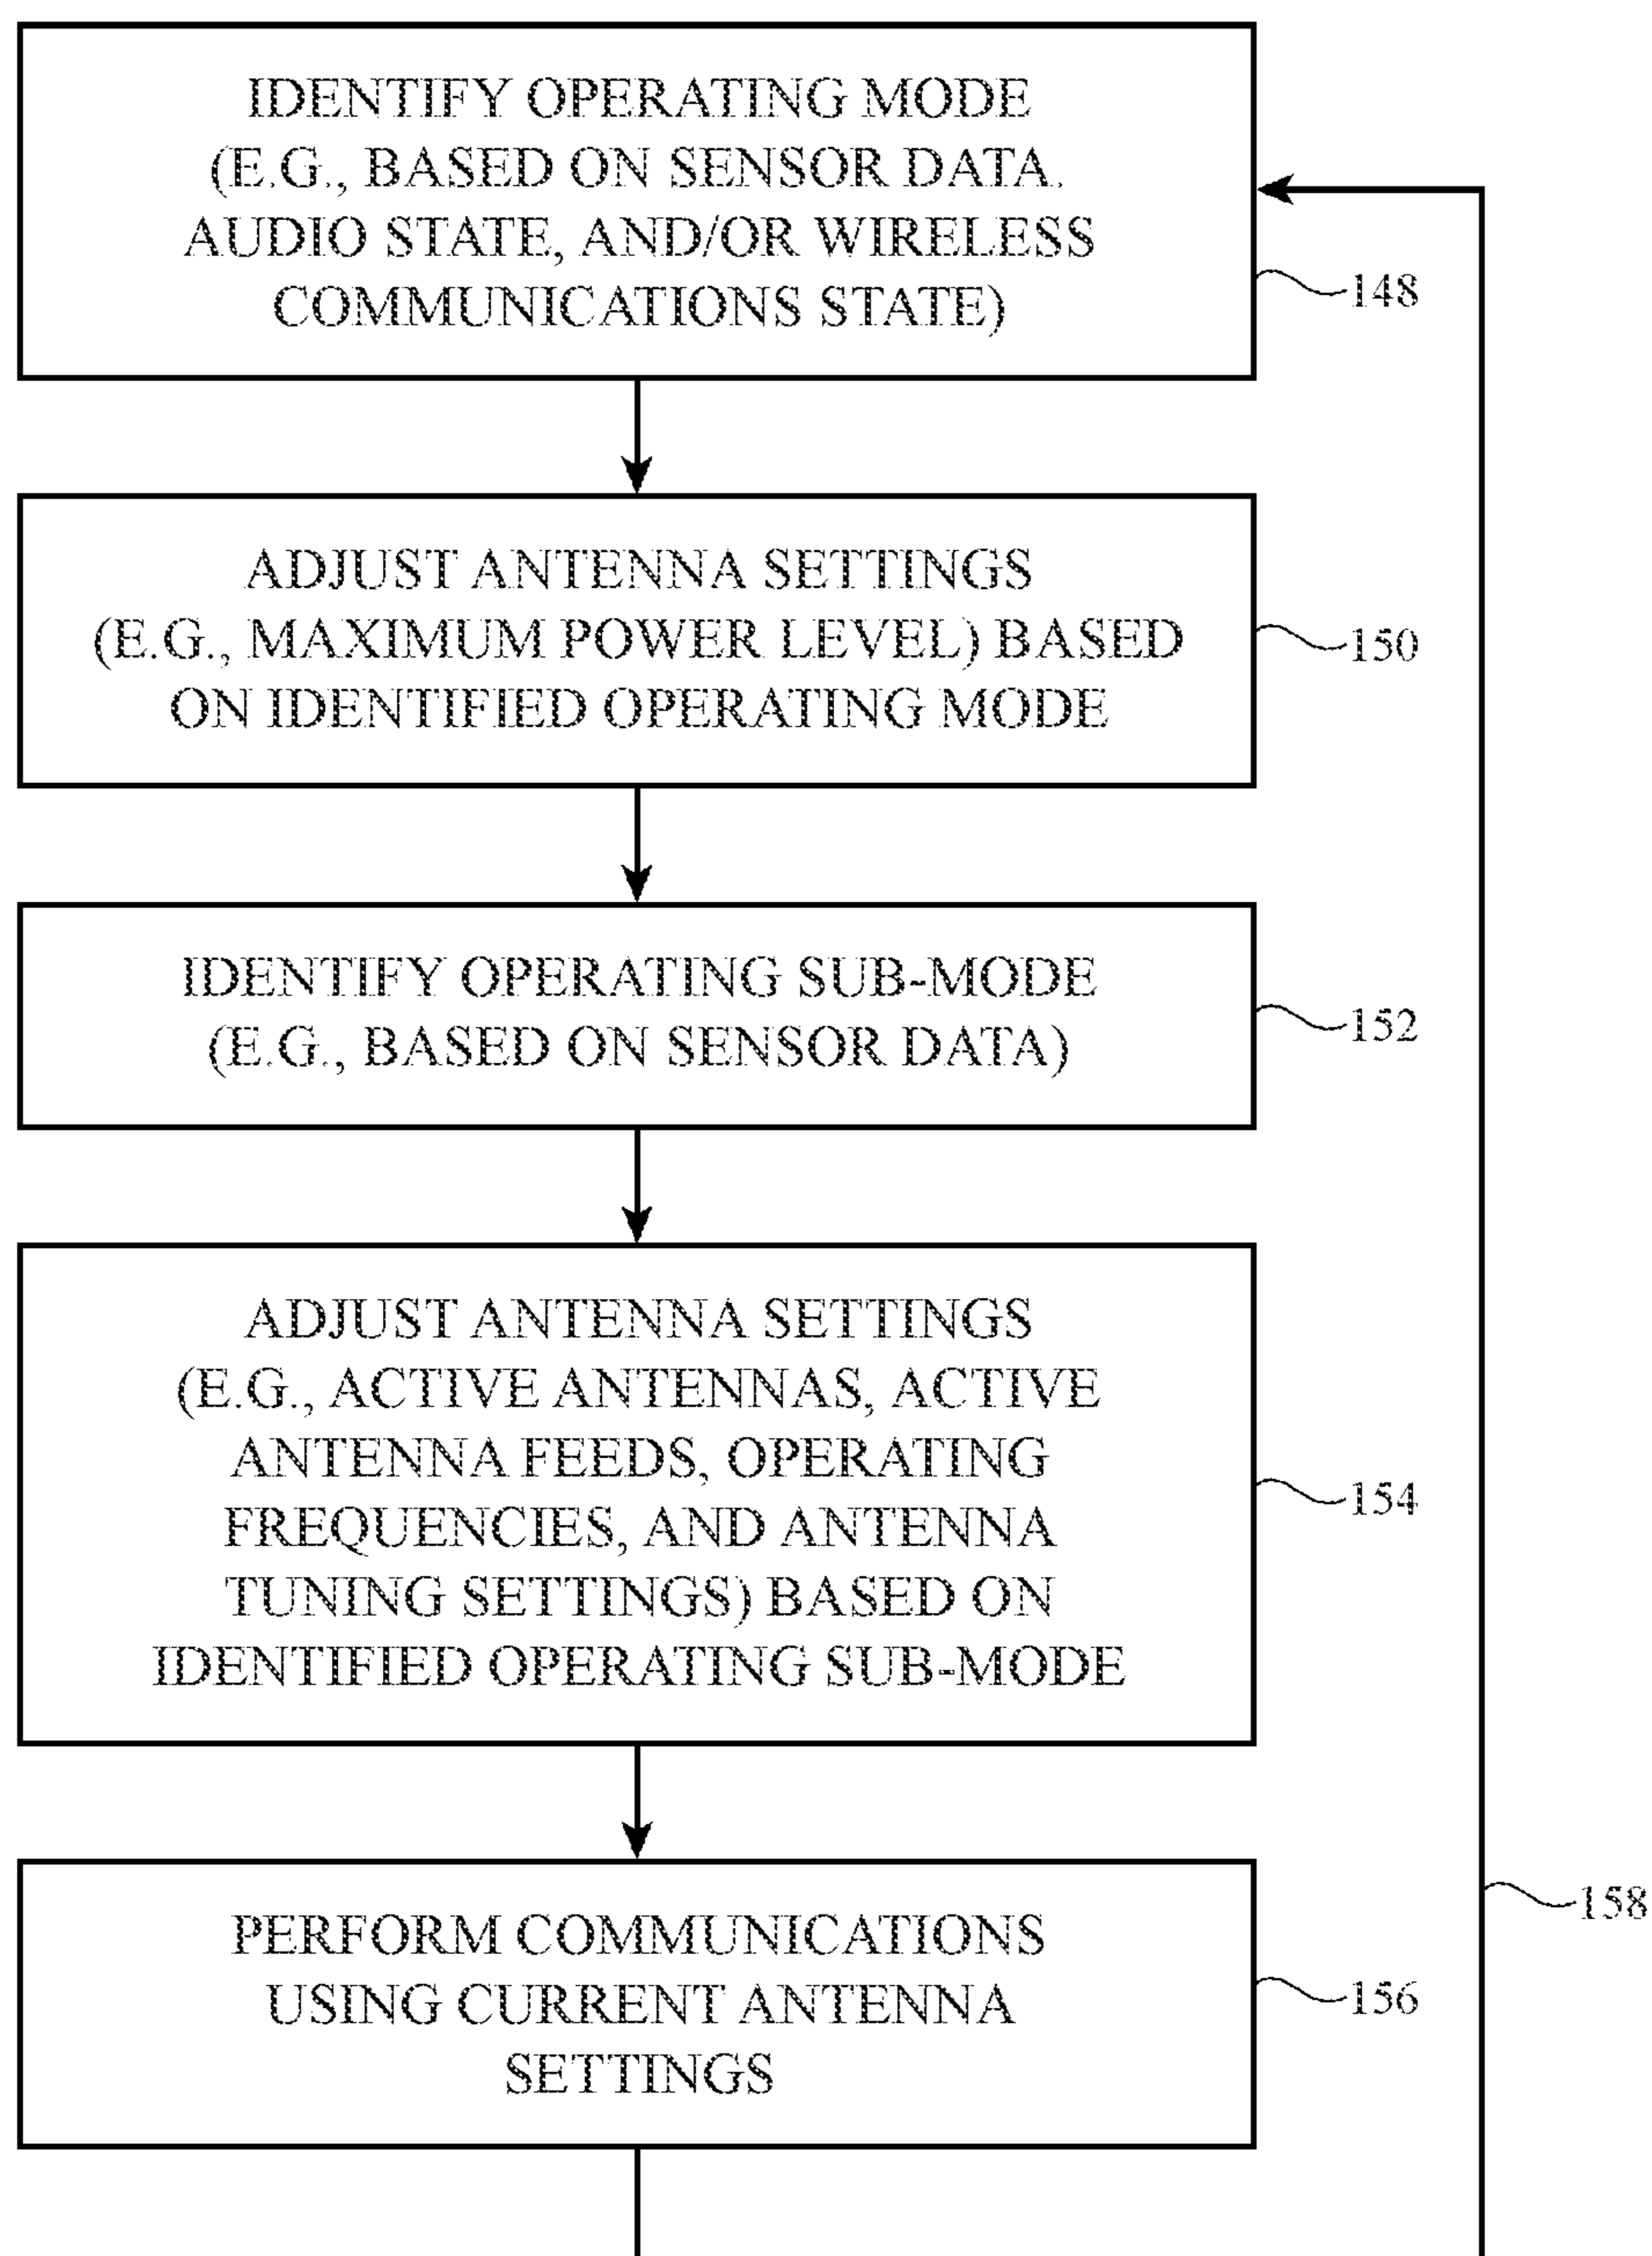 IDENTIFY OPERATING MODE
(E.G., BASED ON SENSOR DATA.
AUDIO STATE, AND/OR WIRELESS
COMMUNICATIONS STATE)
148
ADJUST ANTENNA SETTINGS
(E.G., MAXIMUM POWER LEVEL) BASED
ON IDENTIFIED OPERATING MODE
150
IDENTIFY OPERATING SUB-MODE
(E.G., BASED ON SENSOR DATA)
152
ADJUST ANTENNA SETTINGS
(E.G., ACTIVE ANTENNAS, ACTIVE
ANTENNA FEEDS, OPERATING
FREQUENCIES, AND ANTENNA
TUNING SETTINGS) BASED ON
IDENTIFIED OPERATING SUB-MODE
154
PERFORM COMMUNICATIONS
USING CURRENT ANTENNA
SETTINGS
156
158